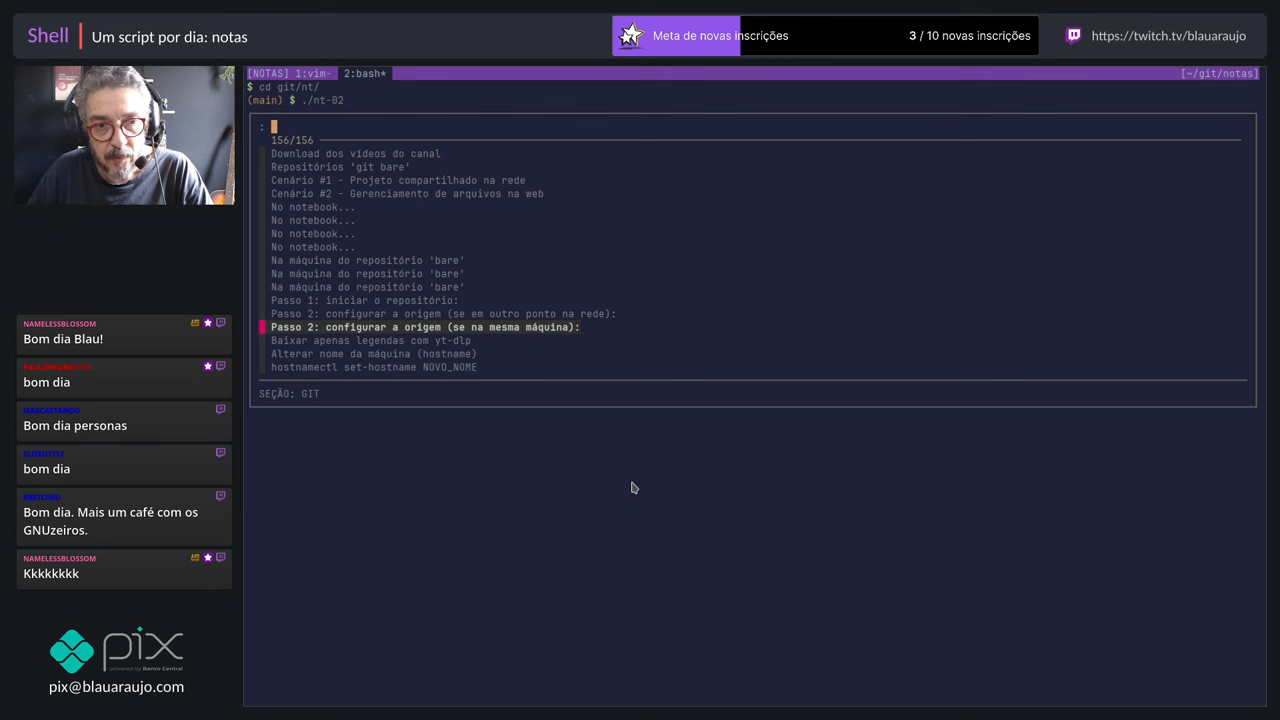 Shell
Um script por dia: notas
Meta de novas inscrições
3 / 10 novas inscrições
https://twitch.tv/blauaraujo
[NOTAS] 1:vim- 2:bash*
[~/git/notas]
$ cd git/nt/
(main) $ ./nt-02
:
156/156
Download dos vídeos do canal
Repositórios 'git bare'
Cenário #1 - Projeto compartilhado na rede
Cenário #2 - Gerenciamento de arquivos na web
No notebook...
No notebook...
No notebook...
No notebook...
Na máquina do repositório 'bare'
Na máquina do repositório 'bare'
Na máquina do repositório 'bare'
Passo 1: iniciar o repositório:
Passo 2: configurar a origem (se em outro ponto na rede):
Passo 2: configurar a origem (se na mesma máquina):
Baixar apenas legendas com yt-dlp
Alterar nome da máquina (hostname)
hostnamectl set-hostname NOVO_NOME
SEÇÃO: GIT
NAMELESSBLOSSOM
Bom dia Blau!
bom dia
Bom dia personas
bom dia
KRETCHEU
Bom dia. Mais um café com os
GNUzeiros.
NAMELESSBLOSSOM
Kkkkkkkk
pix
powered by Banco Central
pix@blauaraujo.com